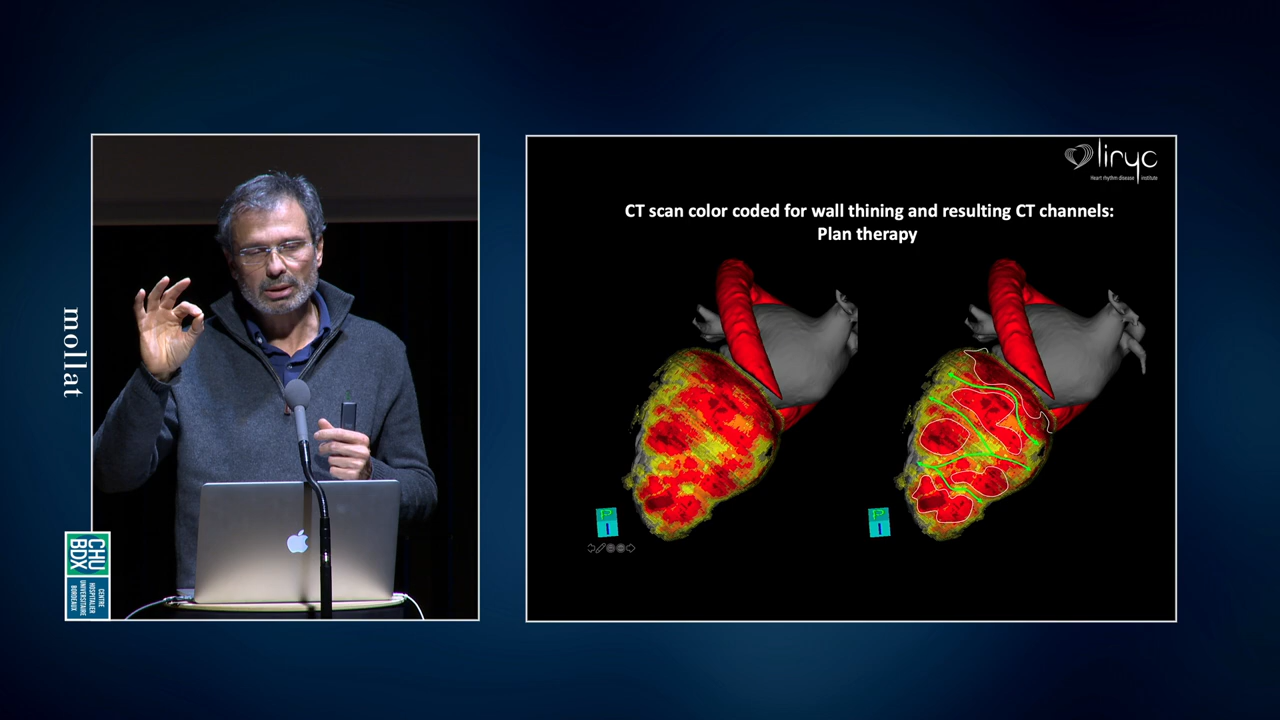 mollat
CHU
BDX
CENTRE
HOSPITALIER
UNIVERSITAIRE
BORDEAUX
liryc
Heart rhythm disease institute
CT scan color coded for wall thining and resulting CT channels:
Plan therapy
P
I
P
I